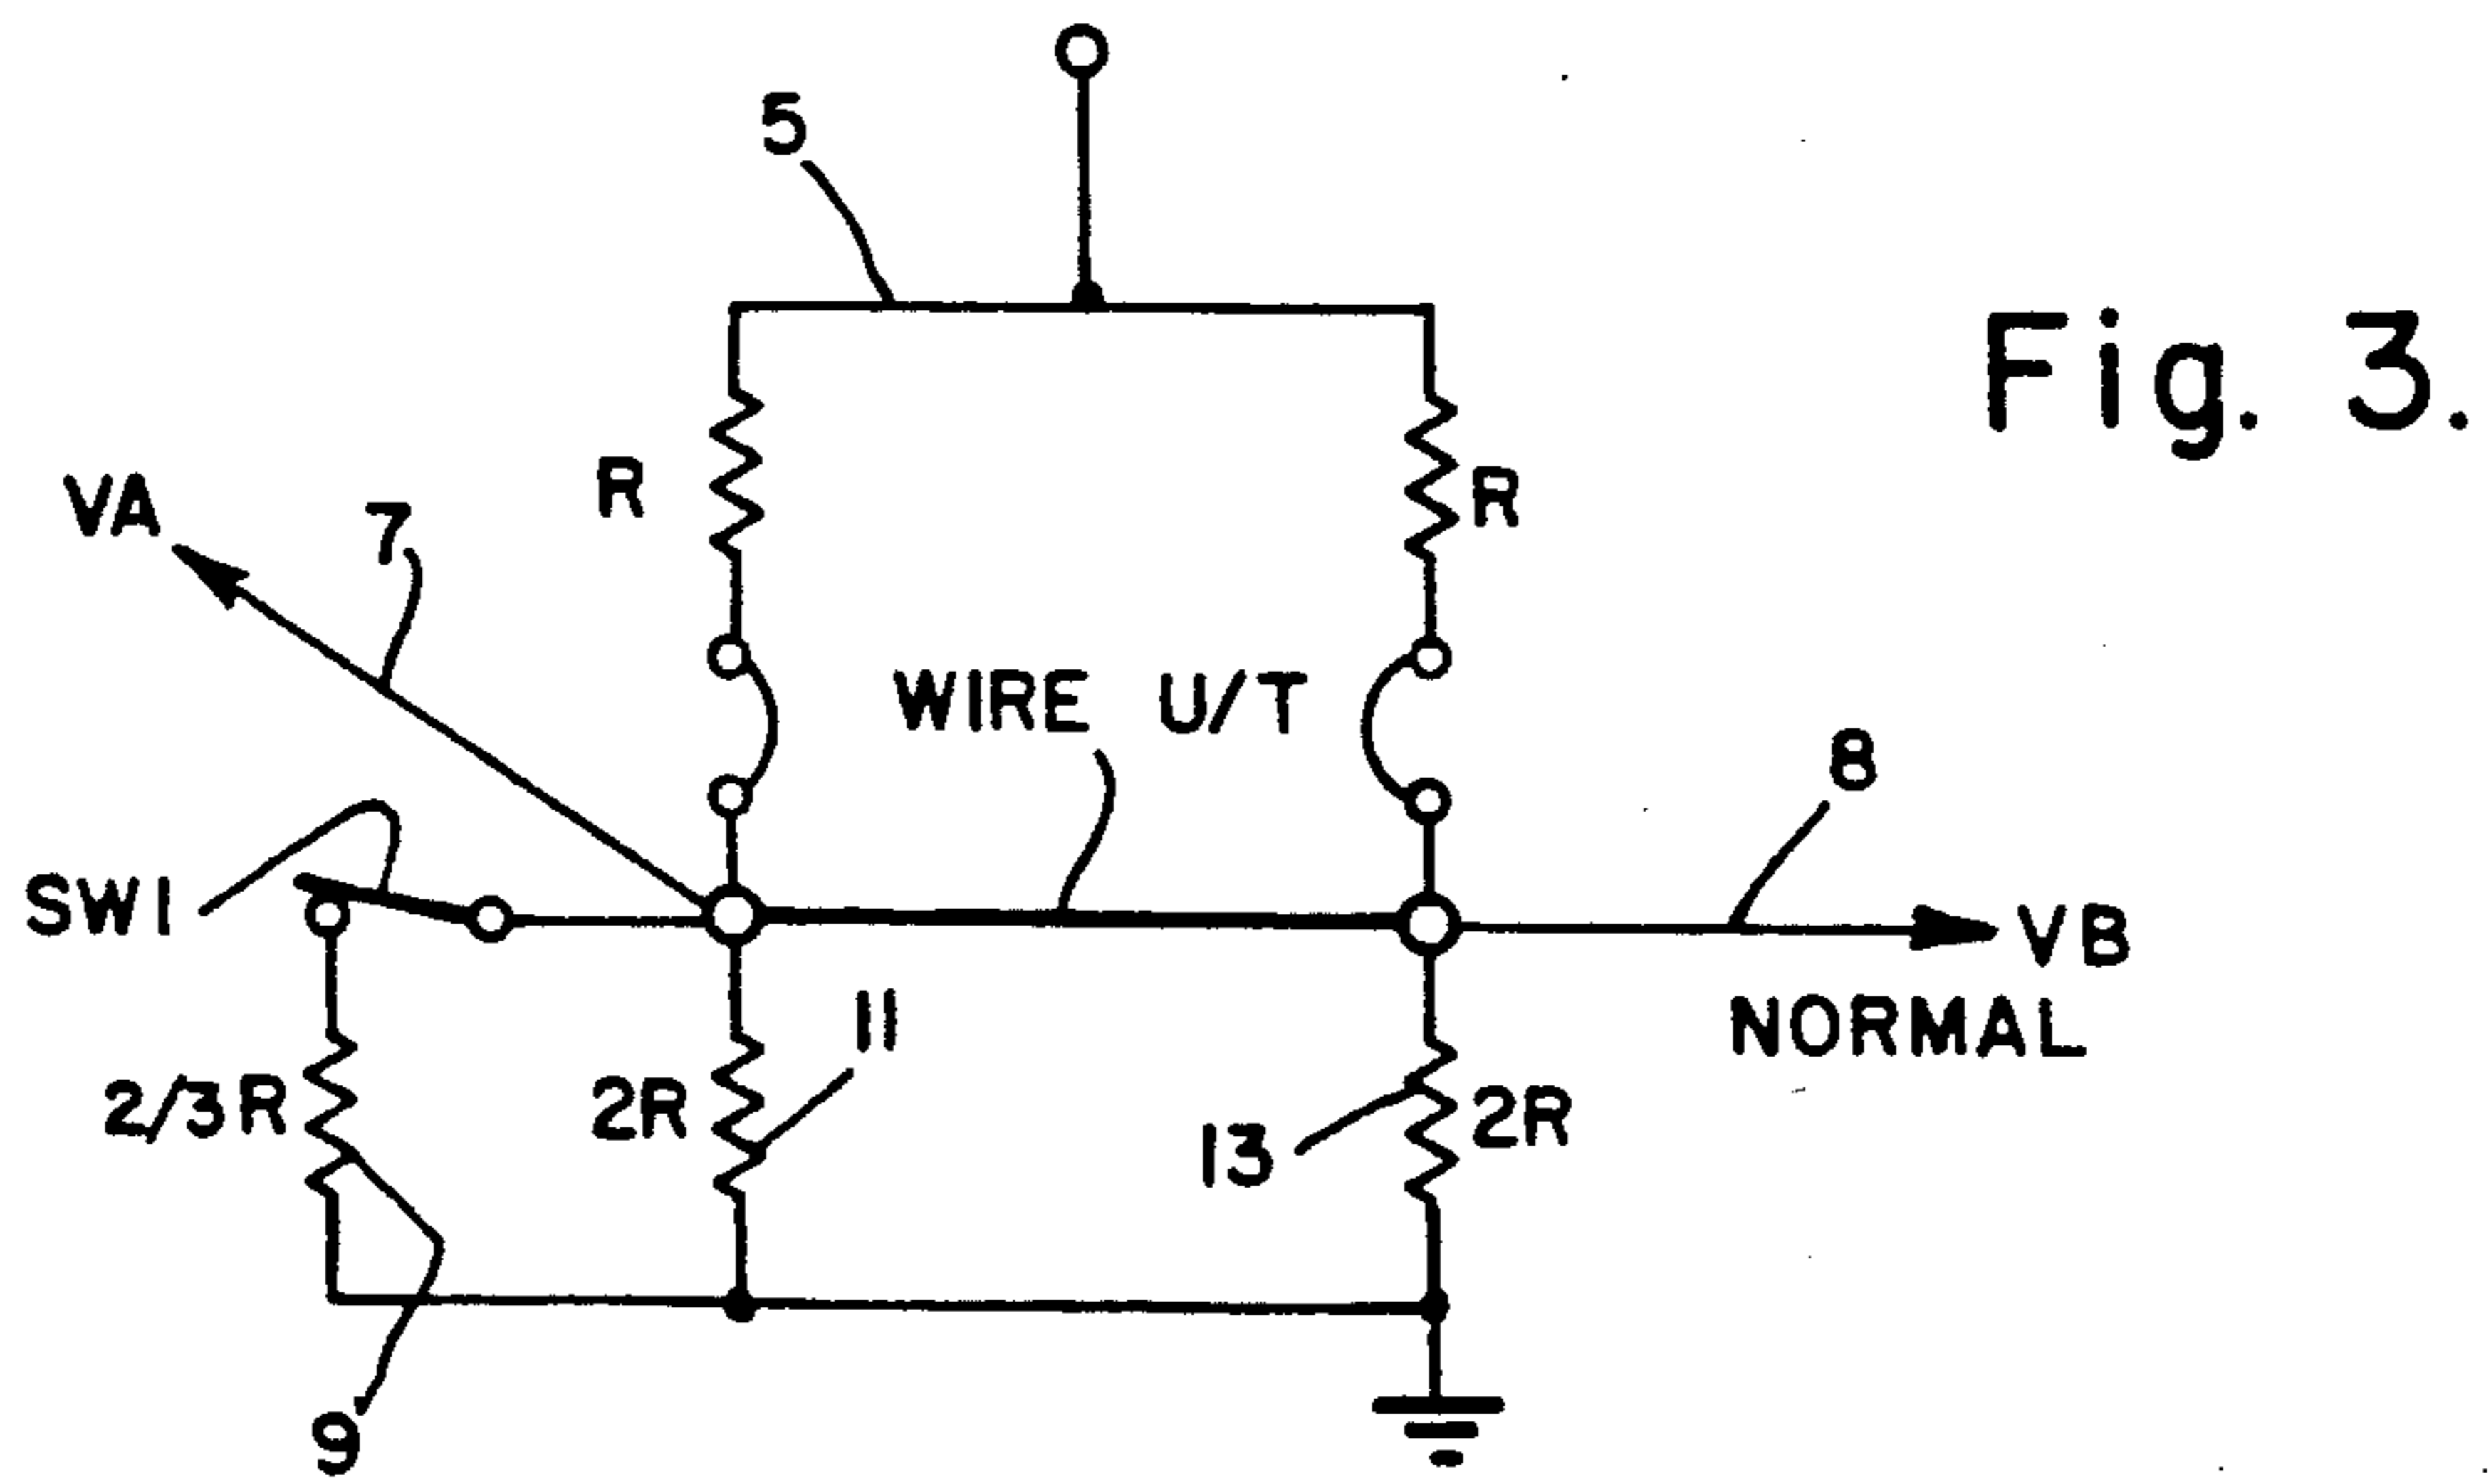 5
Fig. 3.
R
R
VA
7
WIRE U/T
8
SW1
VB
NORMAL
11
2/3R
2R
13
2R
9